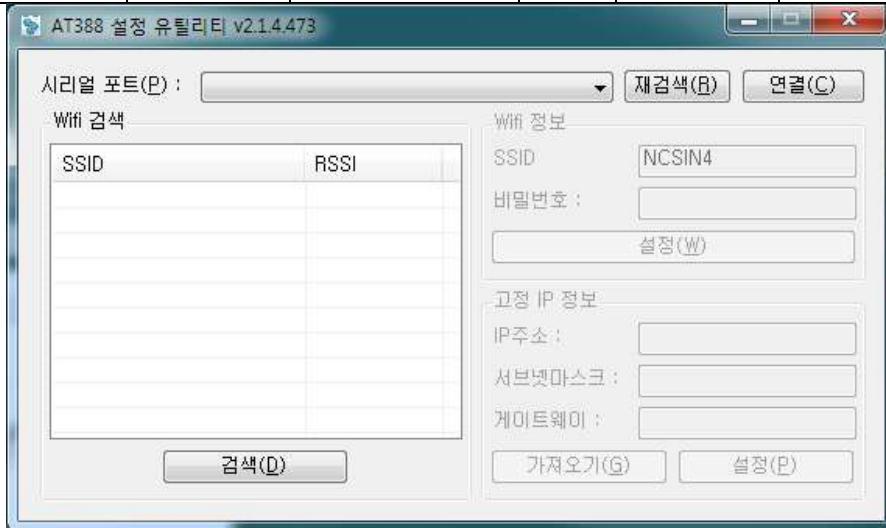 AT388 설정 유틸리티 v2.1.4.473
시리얼 포트(P) : 재검색(R) 연결(C)
Wifi 검색
SSID RSSI
검색(D)
Wifi 정보
SSID NCSIN4
비밀번호 :
설정(W)
고정 IP 정보
IP주소 :
서브넷마스크 :
게이트웨이 :
가져오기(G) 설정(P)